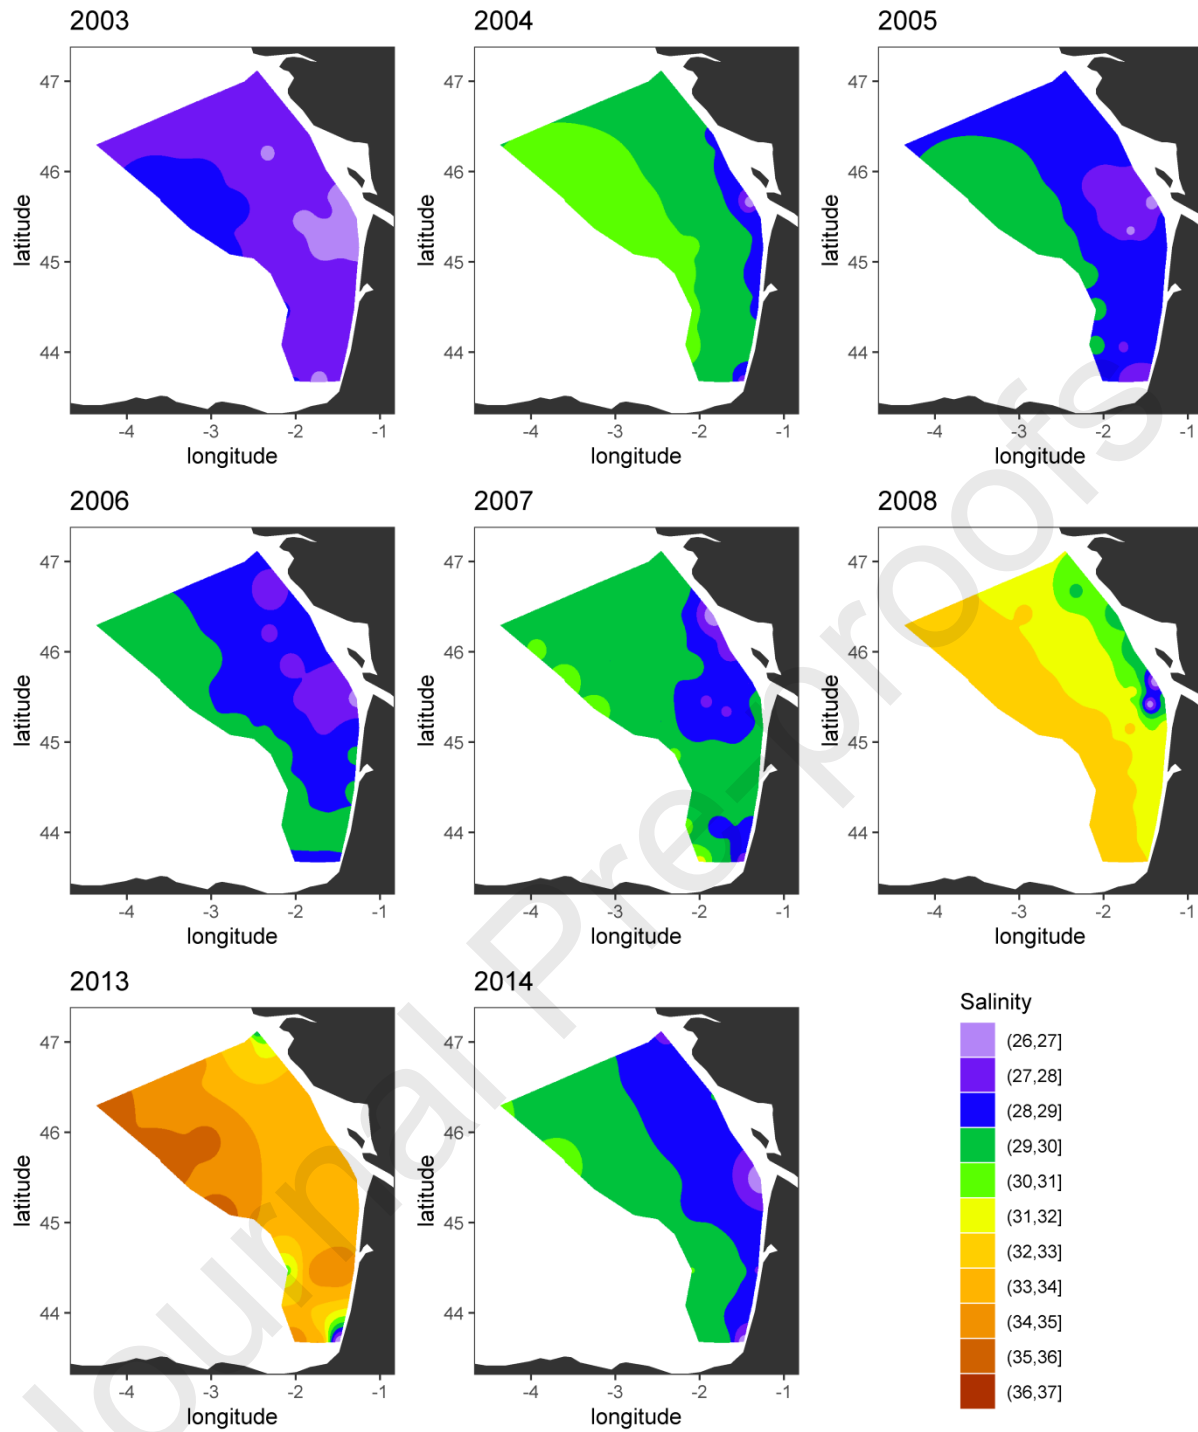 2003 2004 2005
47 47 47
46 46 46
45 45 45
44 44 44
latitude latitude latitude
-4 -3 -2 -1 -4 -3 -2 -1 -4 -3 -2 -1
longitude longitude longitude
2006 2007 2008
47 47 47
46 46 46
45 45 45
44 44 44
latitude latitude latitude
-4 -3 -2 -1 -4 -3 -2 -1 -4 -3 -2 -1
longitude longitude longitude
2013 2014
47 47
46 46
45 45
44 44
latitude latitude
-4 -3 -2 -1 -4 -3 -2 -1
longitude longitude
Salinity
(26,27]
(27,28]
(28,29]
(29,30]
(30,31]
(31,32]
(32,33]
(33,34]
(34,35]
(35,36]
(36,37]
Journal Pre-proofs